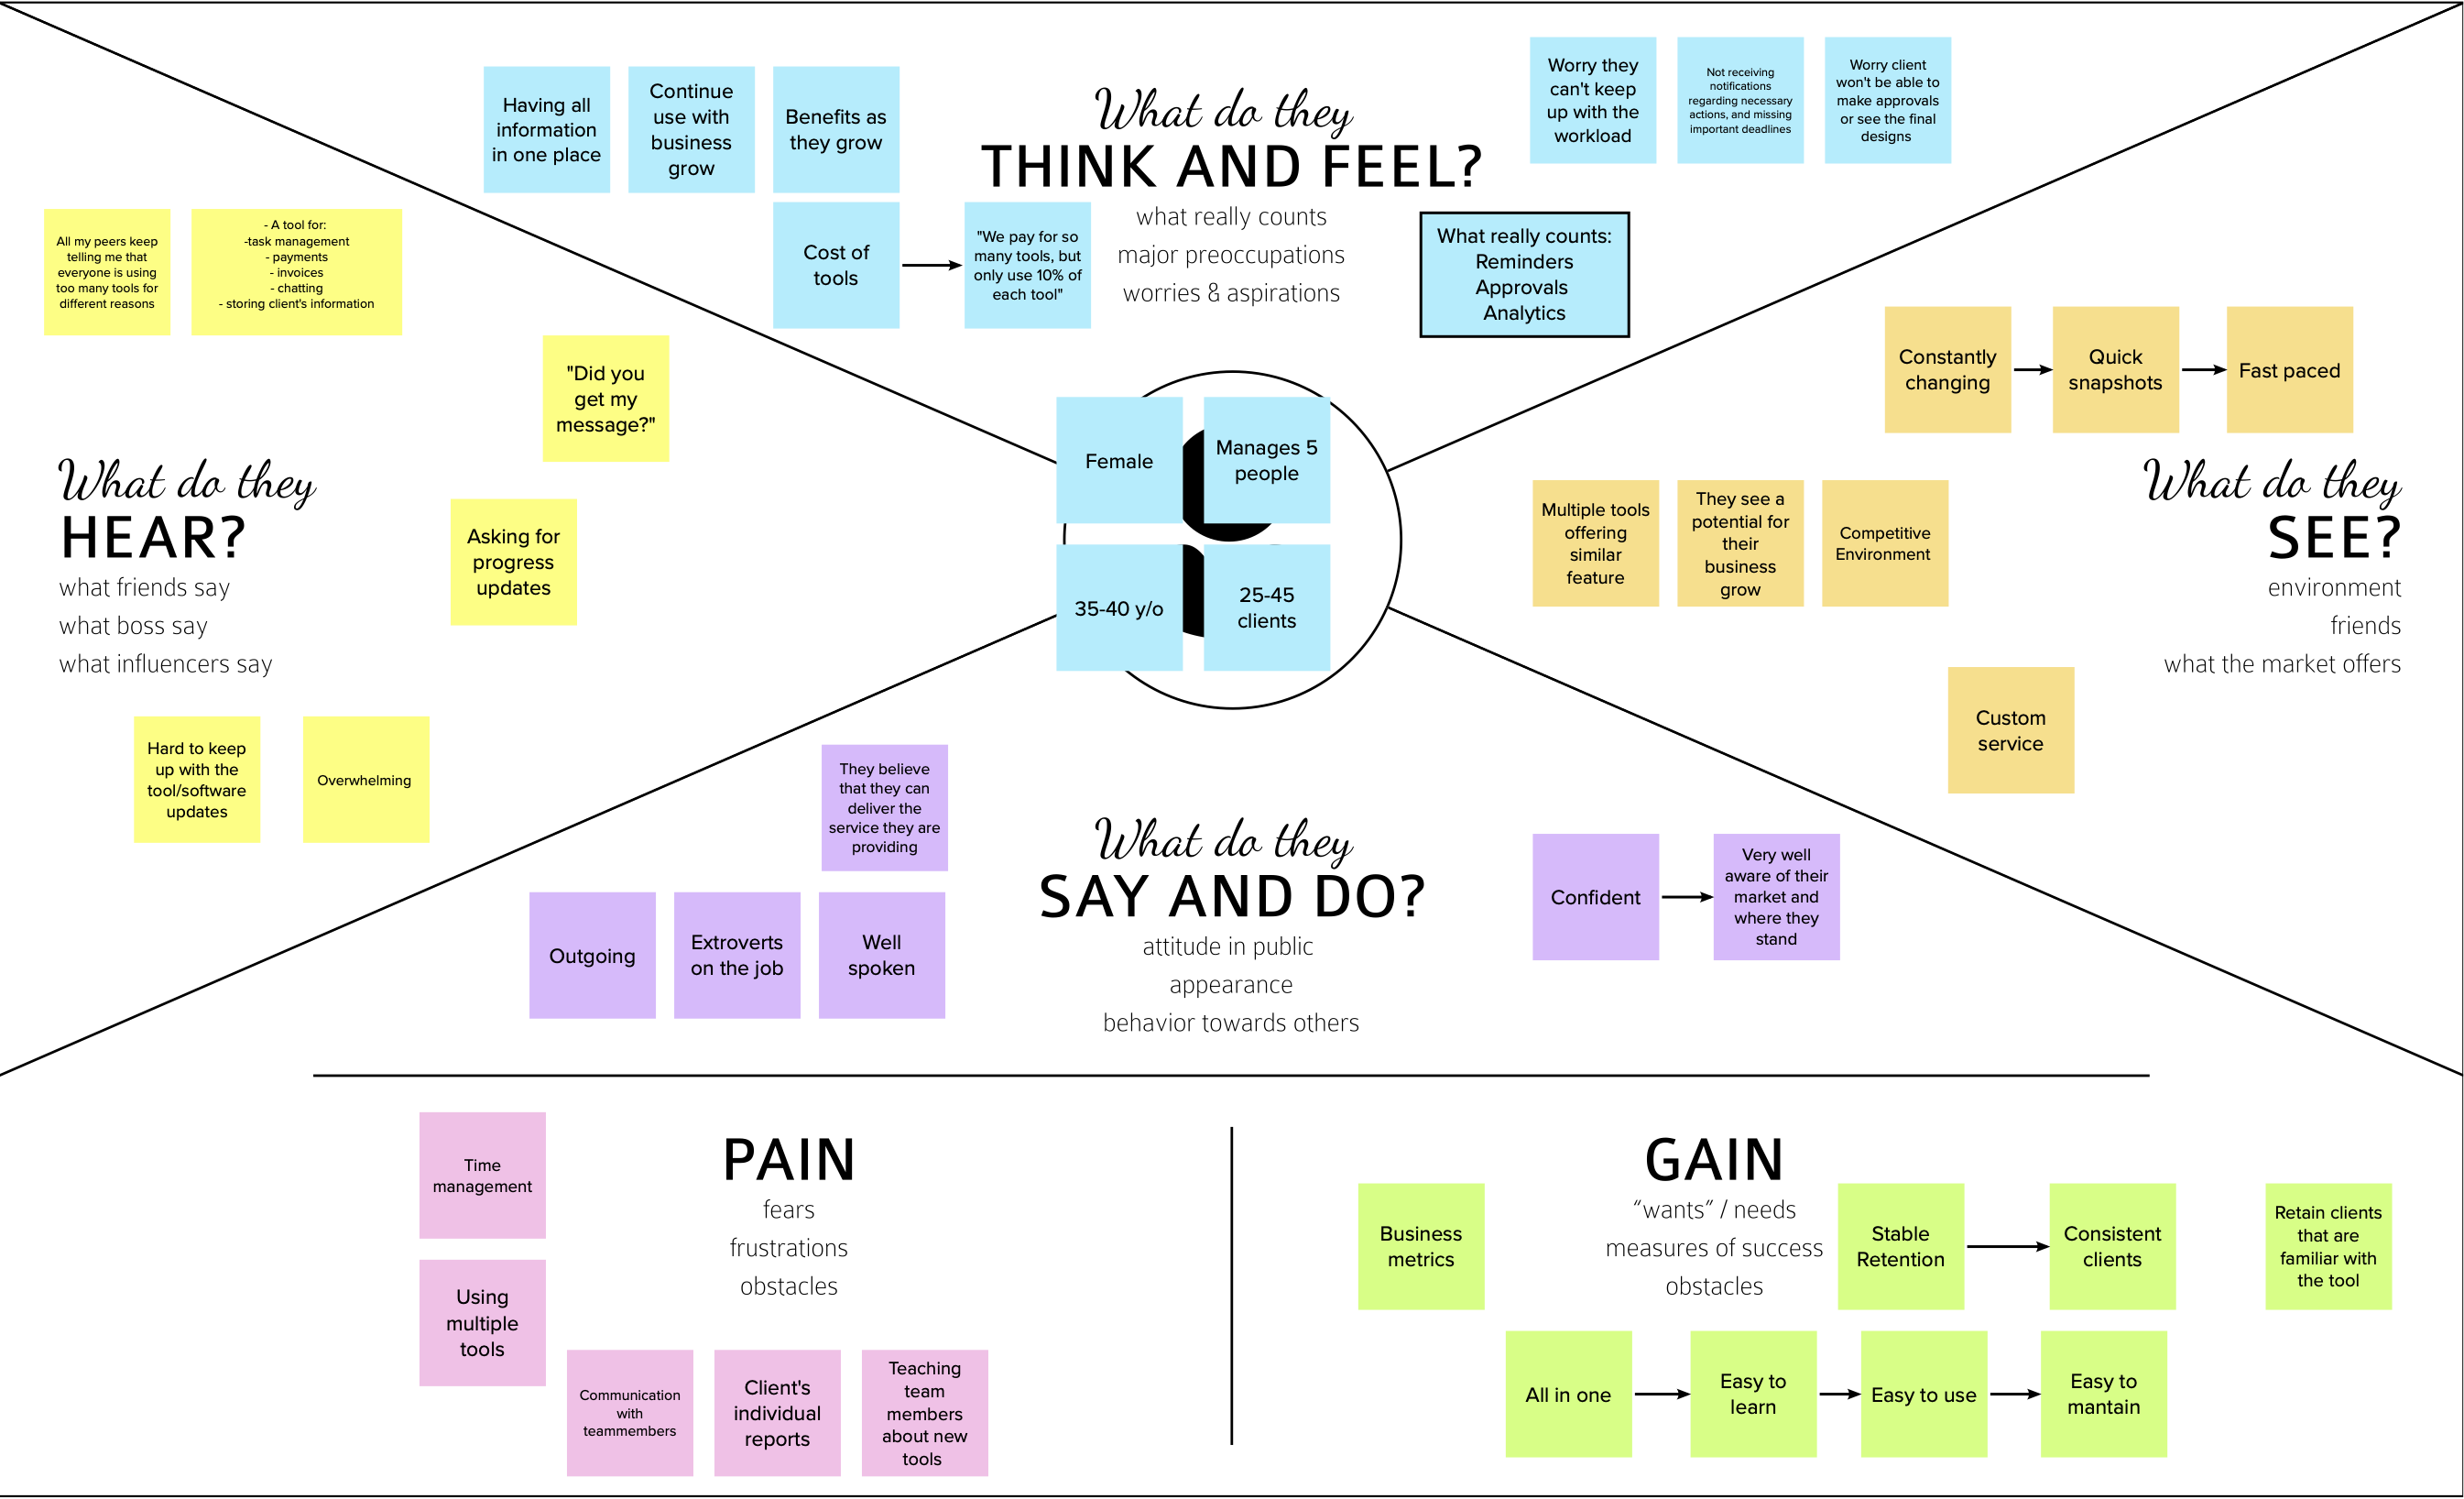 Having all
information
in one place
Continue
use with
business
grow
Benefits as
they grow
Cost of
tools
"We pay for so
many tools, but
only use 10% of
each tool"
What do they
THINK AND FEEL?
what really counts
major preoccupations
worries & aspirations
Worry they
can't keep
up with the
workload
Not receiving
notifications
regarding necessary
actions, and missing
important deadlines
Worry client
won't be able to
make approvals
or see the final
designs
What really counts:
Reminders
Approvals
Analytics
All my peers keep
telling me that
everyone is using
too many tools for
different reasons
- A tool for:
-task management
- payments
- invoices
- chatting
- storing client's information
"Did you
get my
message?"
What do they
HEAR?
what friends say
what boss say
what influencers say
Asking for
progress
updates
Hard to keep
up with the
tool/software
updates
Overwhelming
Female
Manages 5
people
35-40 y/o
25-45
clients
Constantly
changing
Quick
snapshots
Fast paced
Multiple tools
offering
similar
feature
They see a
potential for
their
business
grow
Competitive
Environment
What do they
SEE?
environment
friends
what the market offers
Custom
service
They believe
that they can
deliver the
service they are
providing
Outgoing
Extroverts
on the job
Well
spoken
What do they
SAY AND DO?
attitude in public
appearance
behavior towards others
Confident
Very well
aware of their
market and
where they
stand
Time
management
Using
multiple
tools
PAIN
fears
frustrations
obstacles
Communication
with
teammembers
Client's
individual
reports
Teaching
team
members
about new
tools
GAIN
“wants” / needs
measures of success
obstacles
Business
metrics
Stable
Retention
Consistent
clients
Retain clients
that are
familiar with
the tool
All in one
Easy to
learn
Easy to use
Easy to
mantain